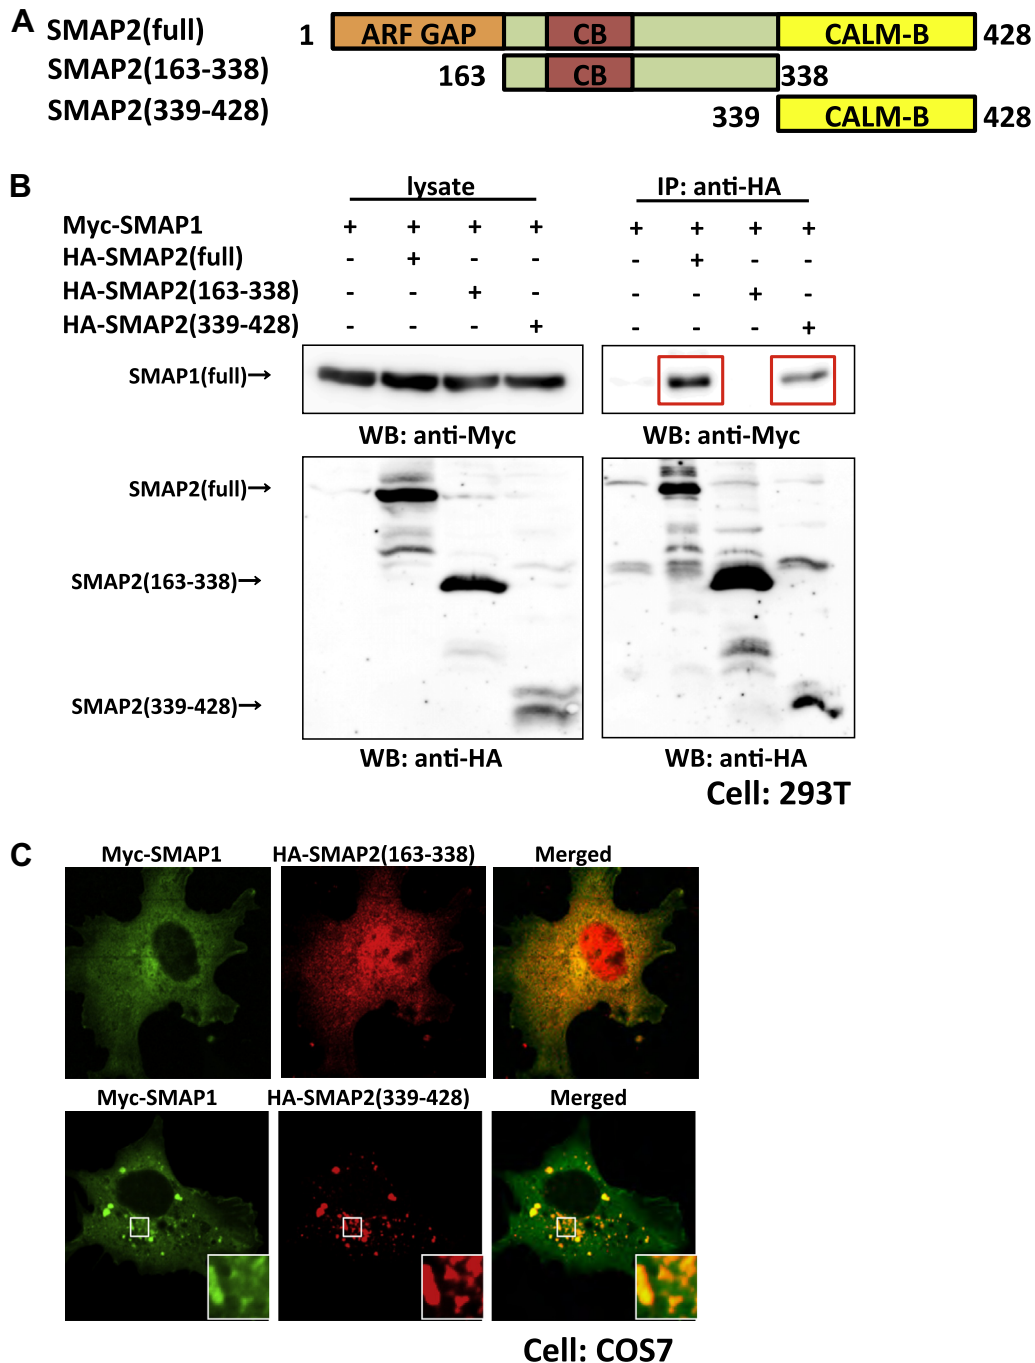 A
SMAP2(full) 1 ARF GAP CB CALM-B 428
SMAP2(163-338) 163 CB 338
SMAP2(339-428) 339 CALM-B 428
B
lysate IP: anti-HA
Myc-SMAP1 + + + + + + + +
HA-SMAP2(full) - + - - - + - -
HA-SMAP2(163-338) - - + - - - + -
HA-SMAP2(339-428) - - - + - - - +
SMAP1(full)→
WB: anti-Myc WB: anti-Myc
SMAP2(full)→
SMAP2(163-338)→
SMAP2(339-428)→
WB: anti-HA WB: anti-HA
Cell: 293T
C
Myc-SMAP1 HA-SMAP2(163-338) Merged
Myc-SMAP1 HA-SMAP2(339-428) Merged
Cell: COS7